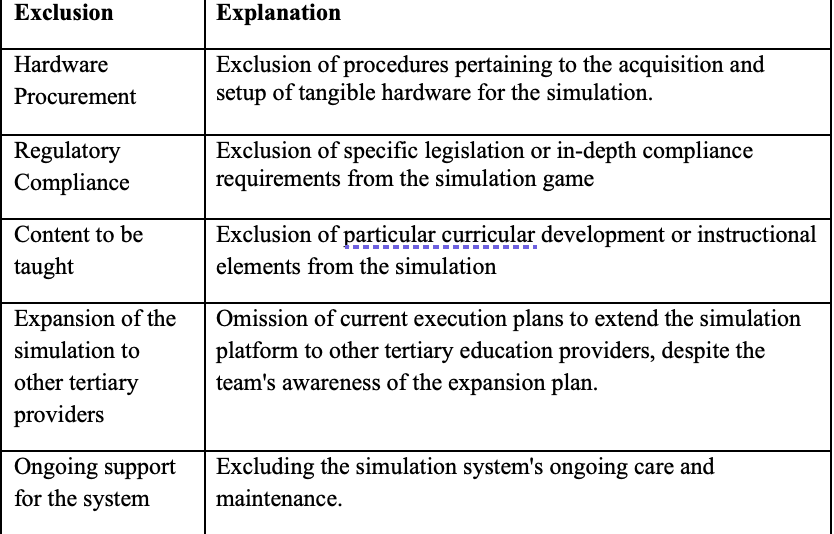 Exclusion Explanation
Hardware Procurement
Exclusion of procedures pertaining to the acquisition and
setup of tangible hardware for the simulation.
Regulatory Compliance
Exclusion of specific legislation or in-depth compliance
requirements from the simulation game
Content to be taught
Exclusion of particular curricular development or instructional
elements from the simulation
Expansion of the simulation to other tertiary providers
Omission of current execution plans to extend the simulation
platform to other tertiary education providers, despite the
team's awareness of the expansion plan.
Ongoing support for the system
Excluding the simulation system's ongoing care and
maintenance.